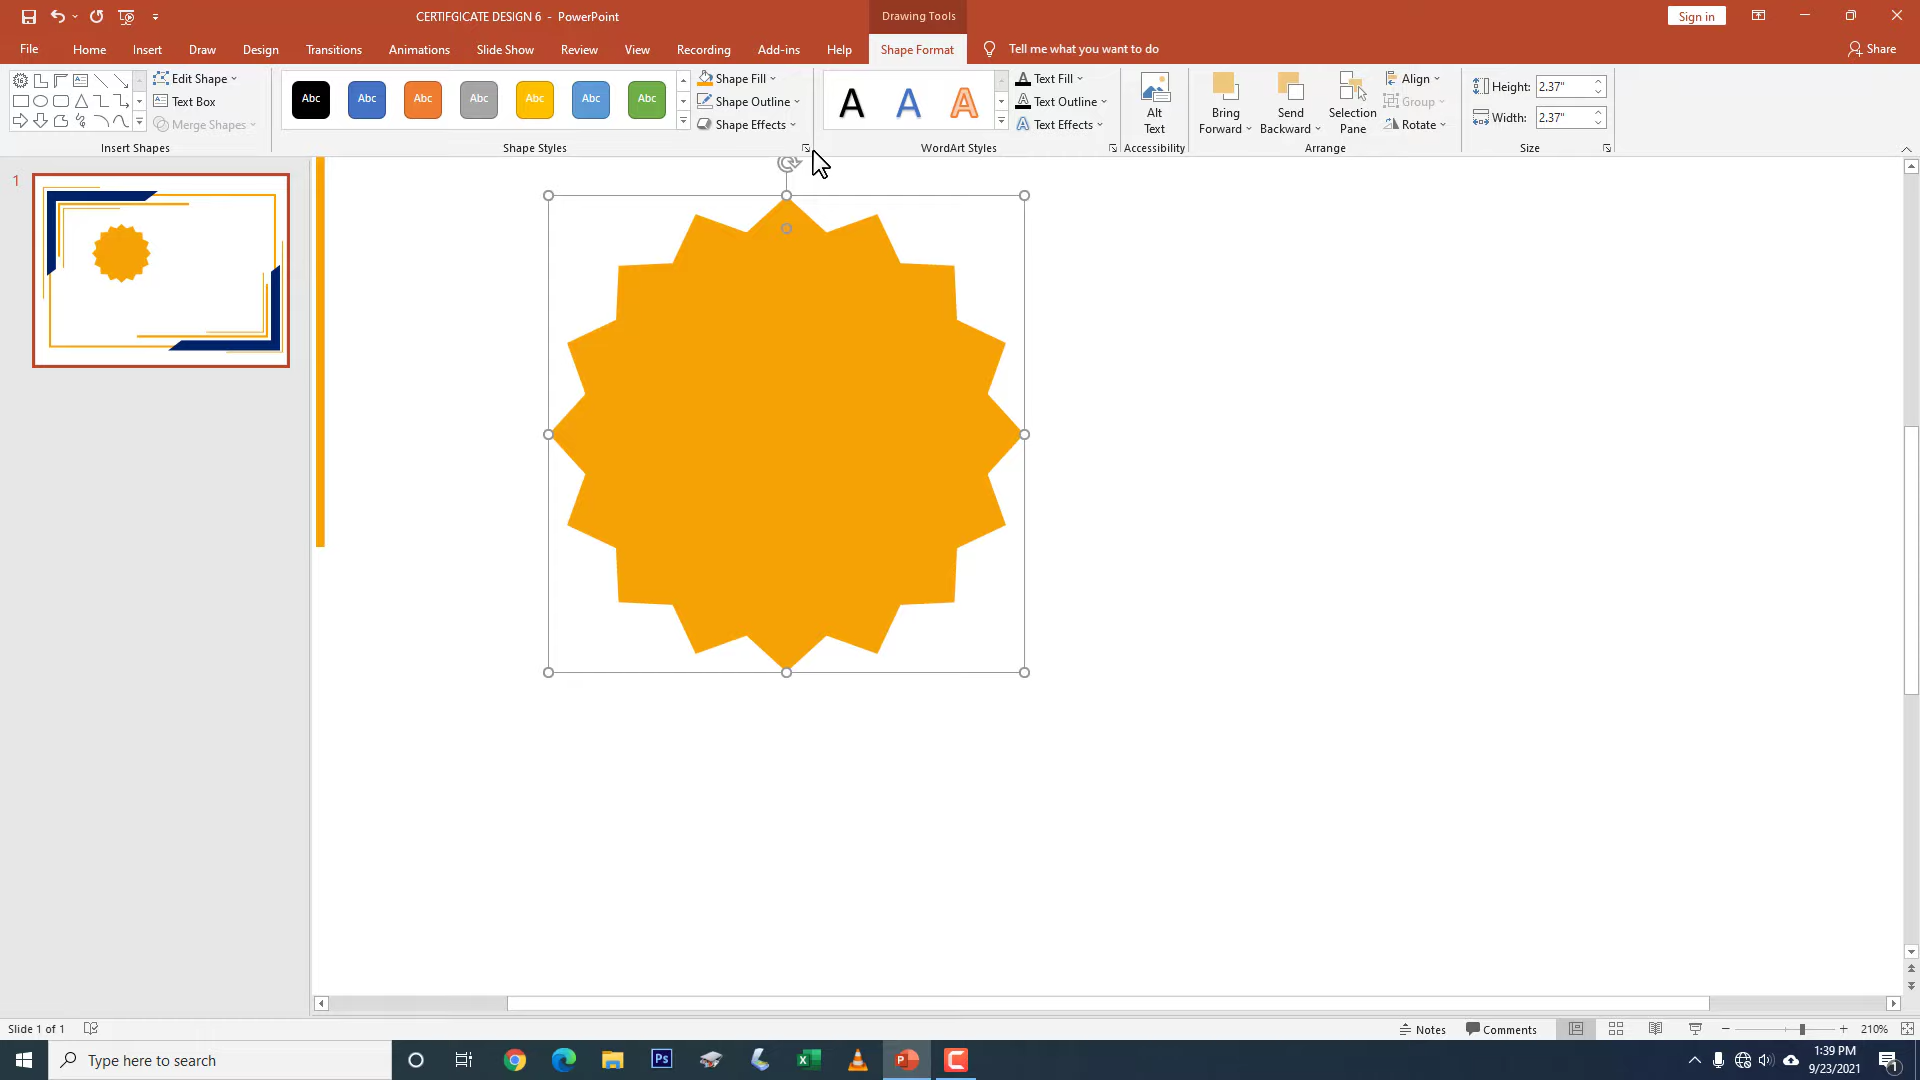 CERTIFGICATE DESIGN 6 - PowerPoint
Drawing Tools
Sign in
File Home Insert Draw Design Transitions Animations Slide Show Review View Recording Add-ins Help Shape Format Tell me what you want to do Share
Edit Shape
Text Box
Merge Shapes
Insert Shapes
Abc Abc Abc Abc Abc Abc Abc
Shape Fill
Shape Outline
Shape Effects
Shape Styles
A A A
Text Fill
Text Outline
Text Effects
WordArt Styles
Alt Text
Accessibility
Bring Forward
Send Backward
Selection Pane
Align
Group
Rotate
Arrange
Height: 2.37"
Width: 2.37"
Size
1
Slide 1 of 1
Notes
Comments
210%
Type here to search
Ps
1:39 PM
9/23/2021
1